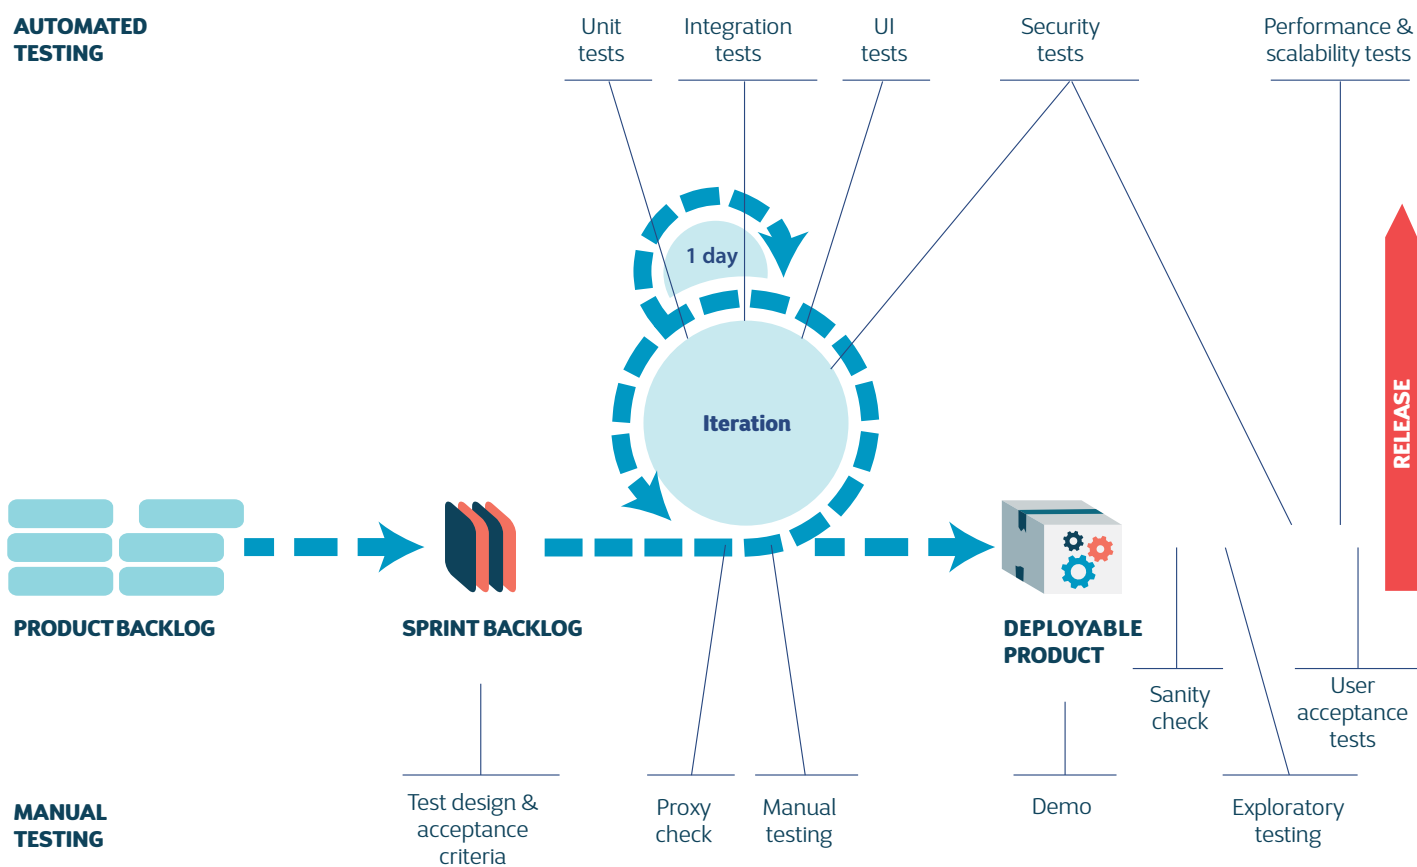 AUTOMATED
TESTING
Unit
tests
Integration
tests
UI
tests
Security
tests
Performance &
scalability tests
1 day
Iteration
RELEASE
PRODUCT BACKLOG
SPRINT BACKLOG
DEPLOYABLE
PRODUCT
Sanity
check
User
acceptance
tests
MANUAL
TESTING
Test design &
acceptance
criteria
Proxy
check
Manual
testing
Demo
Exploratory
testing